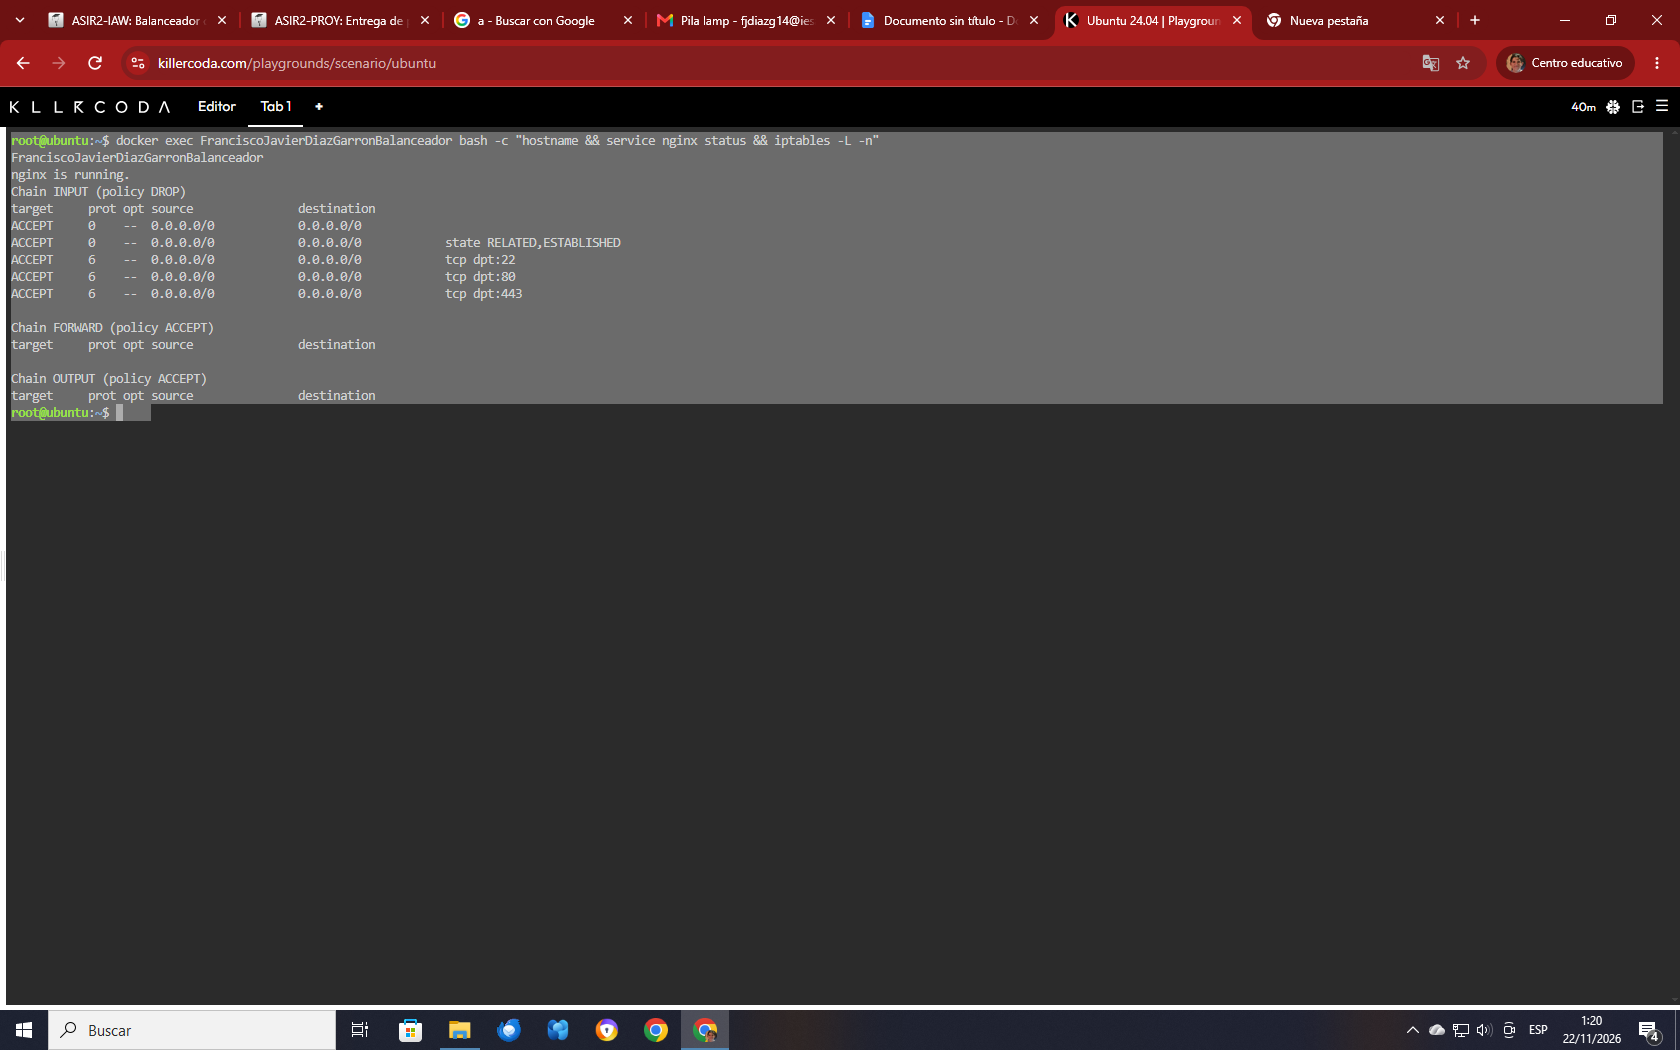 ASIR2-IAW: Balanceador
ASIR2-PROY: Entrega de
a - Buscar con Google
Pila lamp - fjdiazg14@ies
Documento sin título - D
Ubuntu 24.04 | Playgroun
Nueva pestaña
killercoda.com/playgrounds/scenario/ubuntu
Centro educativo
KLLRCODA
Editor
Tab 1
+
40m
root@ubuntu:~$ docker exec FranciscoJavierDiazGarronBalanceador bash -c "hostname && service nginx status && iptables -L -n"
FranciscoJavierDiazGarronBalanceador
nginx is running.
Chain INPUT (policy DROP)
target     prot opt source               destination
ACCEPT     0    --  0.0.0.0/0            0.0.0.0/0
ACCEPT     0    --  0.0.0.0/0            0.0.0.0/0            state RELATED,ESTABLISHED
ACCEPT     6    --  0.0.0.0/0            0.0.0.0/0            tcp dpt:22
ACCEPT     6    --  0.0.0.0/0            0.0.0.0/0            tcp dpt:80
ACCEPT     6    --  0.0.0.0/0            0.0.0.0/0            tcp dpt:443
Chain FORWARD (policy ACCEPT)
target     prot opt source               destination
Chain OUTPUT (policy ACCEPT)
target     prot opt source               destination
root@ubuntu:~$
Buscar
ESP
1:20
22/11/2026
4